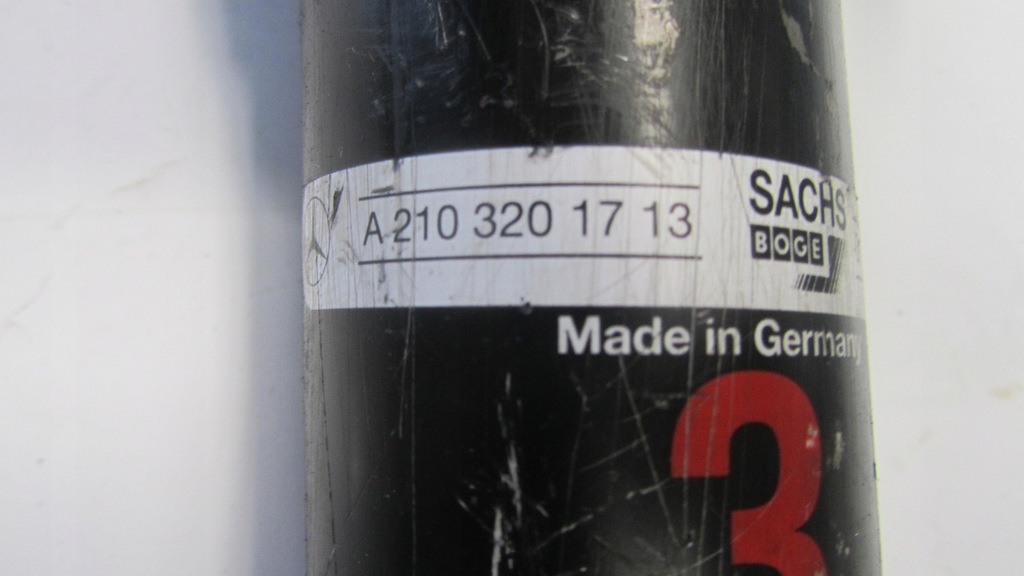 A 210 320 17 13
SACHS
BOGE
Made in Germany
3